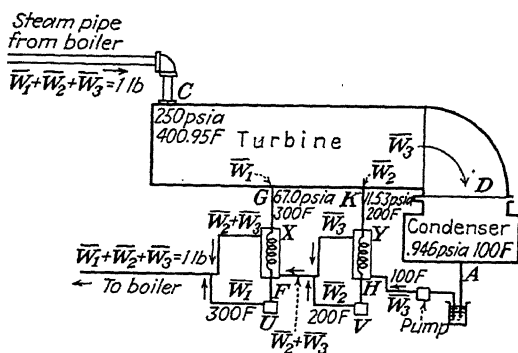 Steam pipe
from boiler
W̅₁+W̅₂+W̅₃=1 lb
C
250 psia
400.95F
Turbine
W̅₃
D
W̅₁
W̅₂
G
67.0psia
300F
K
11.53psia
200F
Condenser
.946psia 100F
W̅₂+W̅₃
X
W̅₃
Y
A
W̅₁+W̅₂+W̅₃=1 lb
To boiler
W̅₁
F
300F
U
W̅₂+W̅₃
W̅₂
H
200F
V
100F
W̅₃
Pump